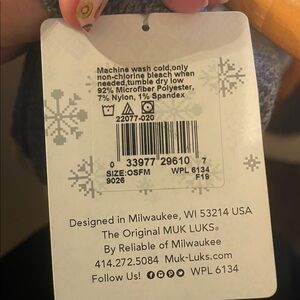 Machine wash cold,only
non-chlorine bleach when
needed,tumble dry low
92% Microfiber Polyester,
7% Nylon, 1% Spandex
22077-020
0 33977 29610 7
SIZE:OSFM WPL 6134
9026 F19
Designed in Milwaukee, WI 53214 USA
The Original MUK LUKS®
By Reliable of Milwaukee
414.272.5084 Muk-Luks.com
Follow Us! WPL 6134